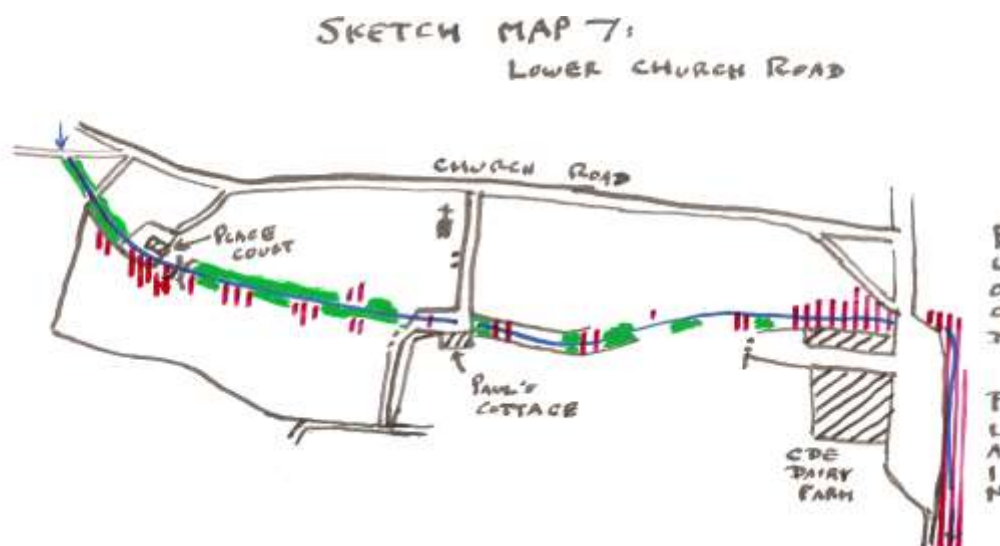 SKETCH MAP 7:
LOWER CHURCH ROAD
CHURCH ROAD
PLACE
COURT
PAUL'S
COTTAGE
CDE
DAIRY
FARM